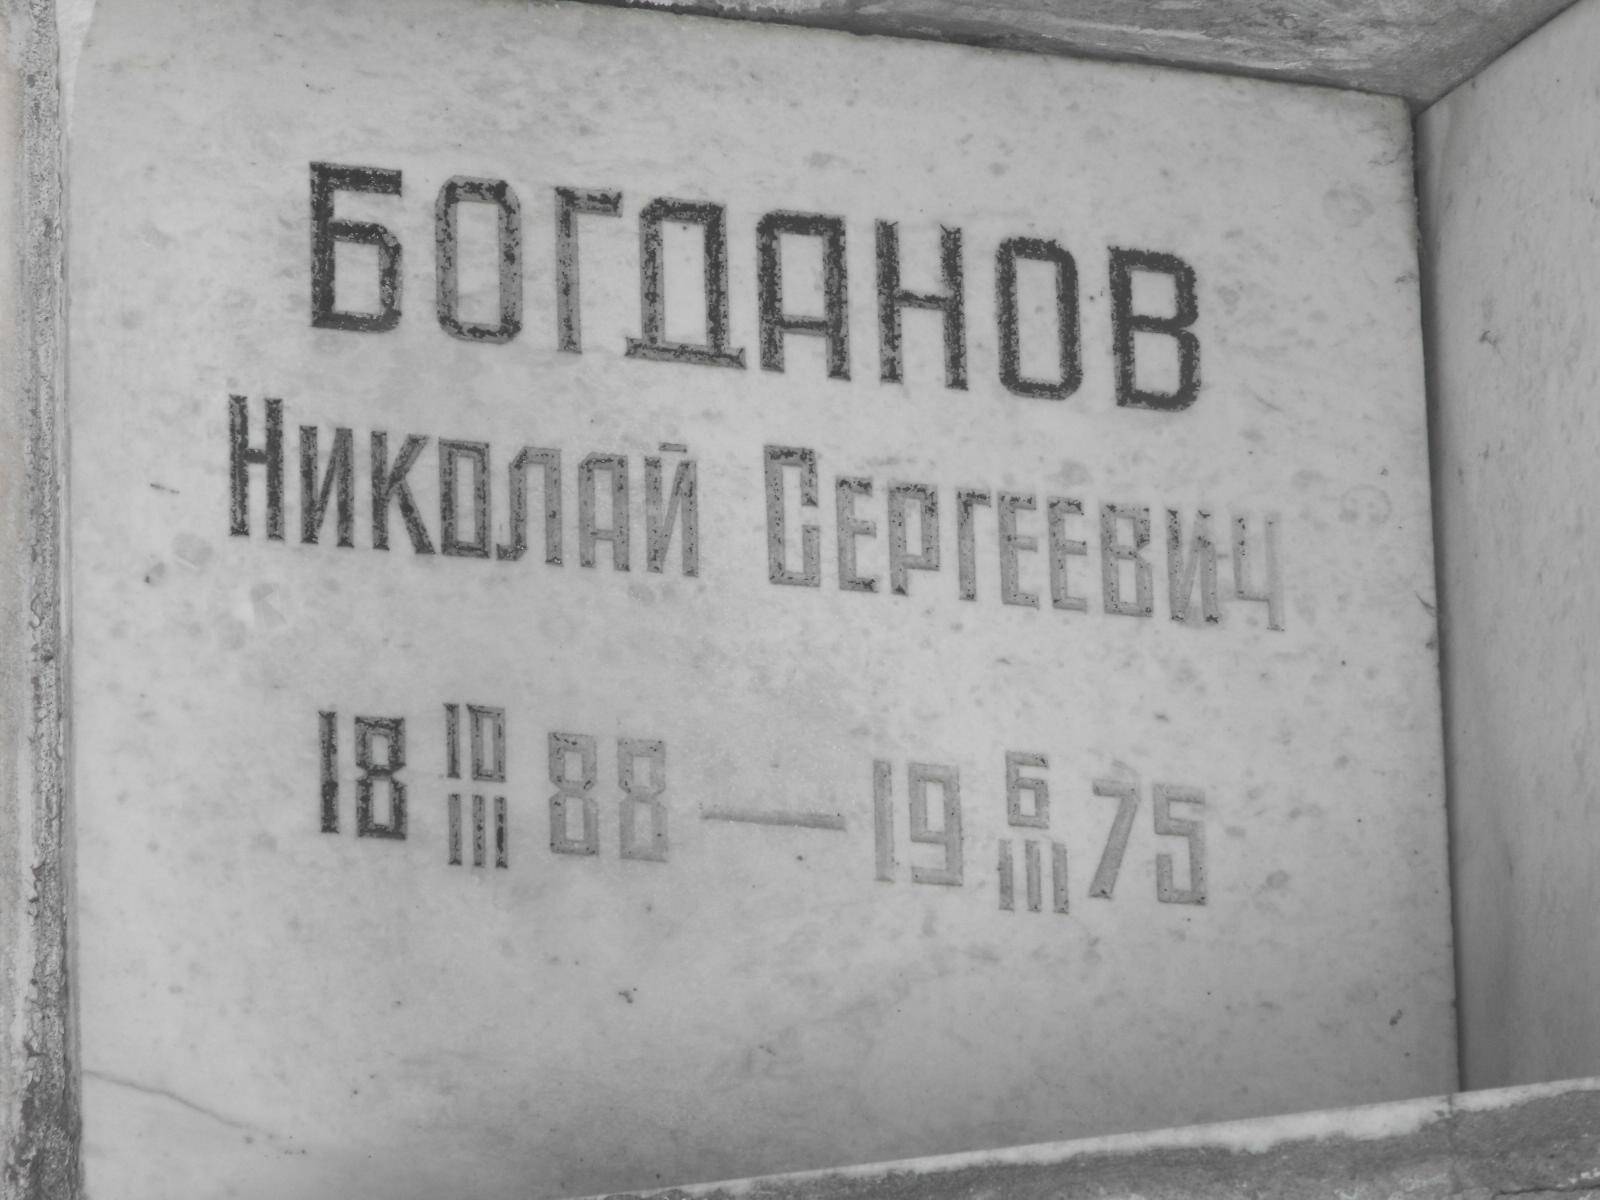 БОГДАНОВ
НИКОЛАЙ СЕРГЕЕВИЧ
18 10/III 88 — 19 6/III 75